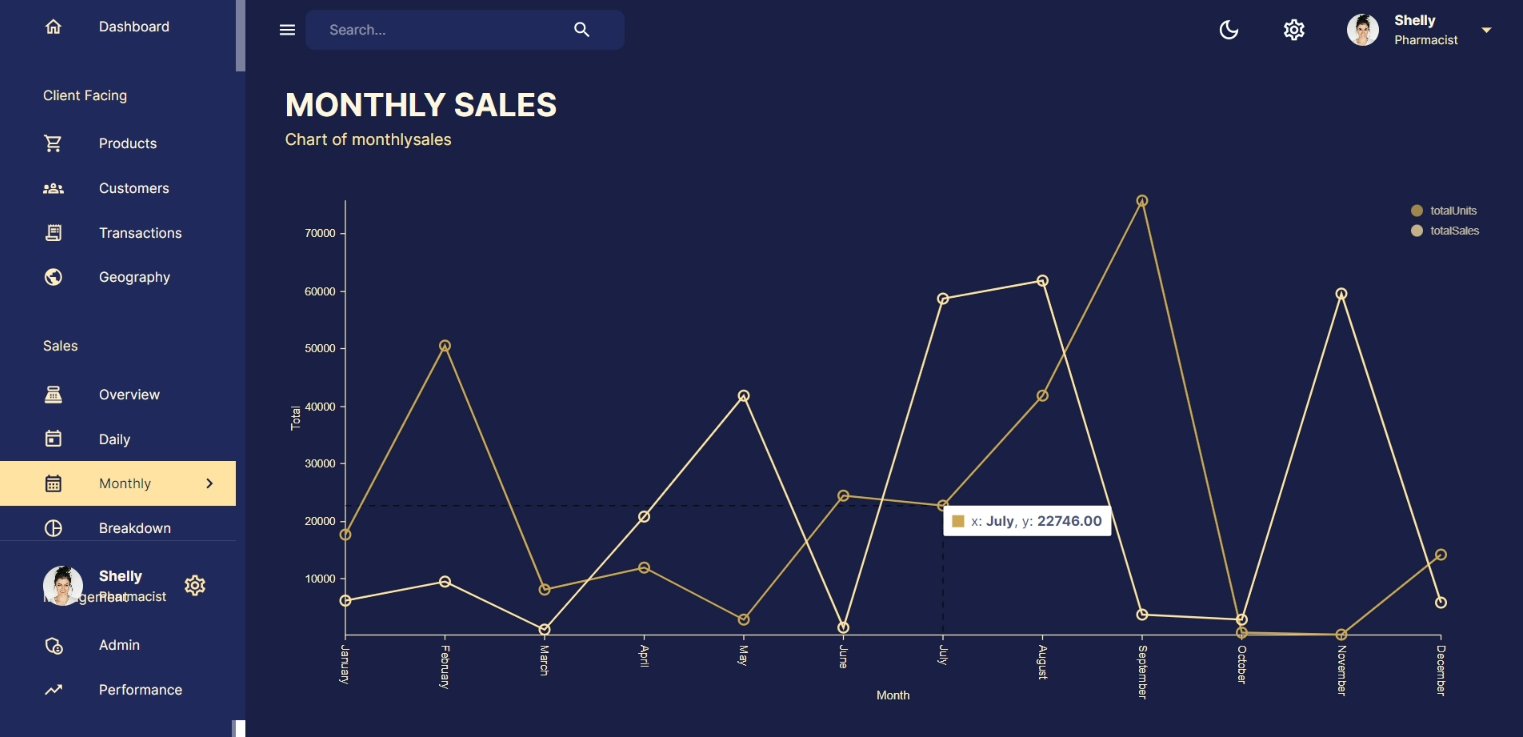 Dashboard
Client Facing
Products
Customers
Transactions
Geography
Sales
Overview
Daily
Monthly
Breakdown
Shelly
Pharmacist
Management
Admin
Performance
Search...
Shelly
Pharmacist
MONTHLY SALES
Chart of monthlysales
totalUnits
totalSales
Total
70000
60000
50000
40000
30000
20000
10000
x: July, y: 22746.00
January
February
March
April
May
June
July
August
September
October
November
December
Month